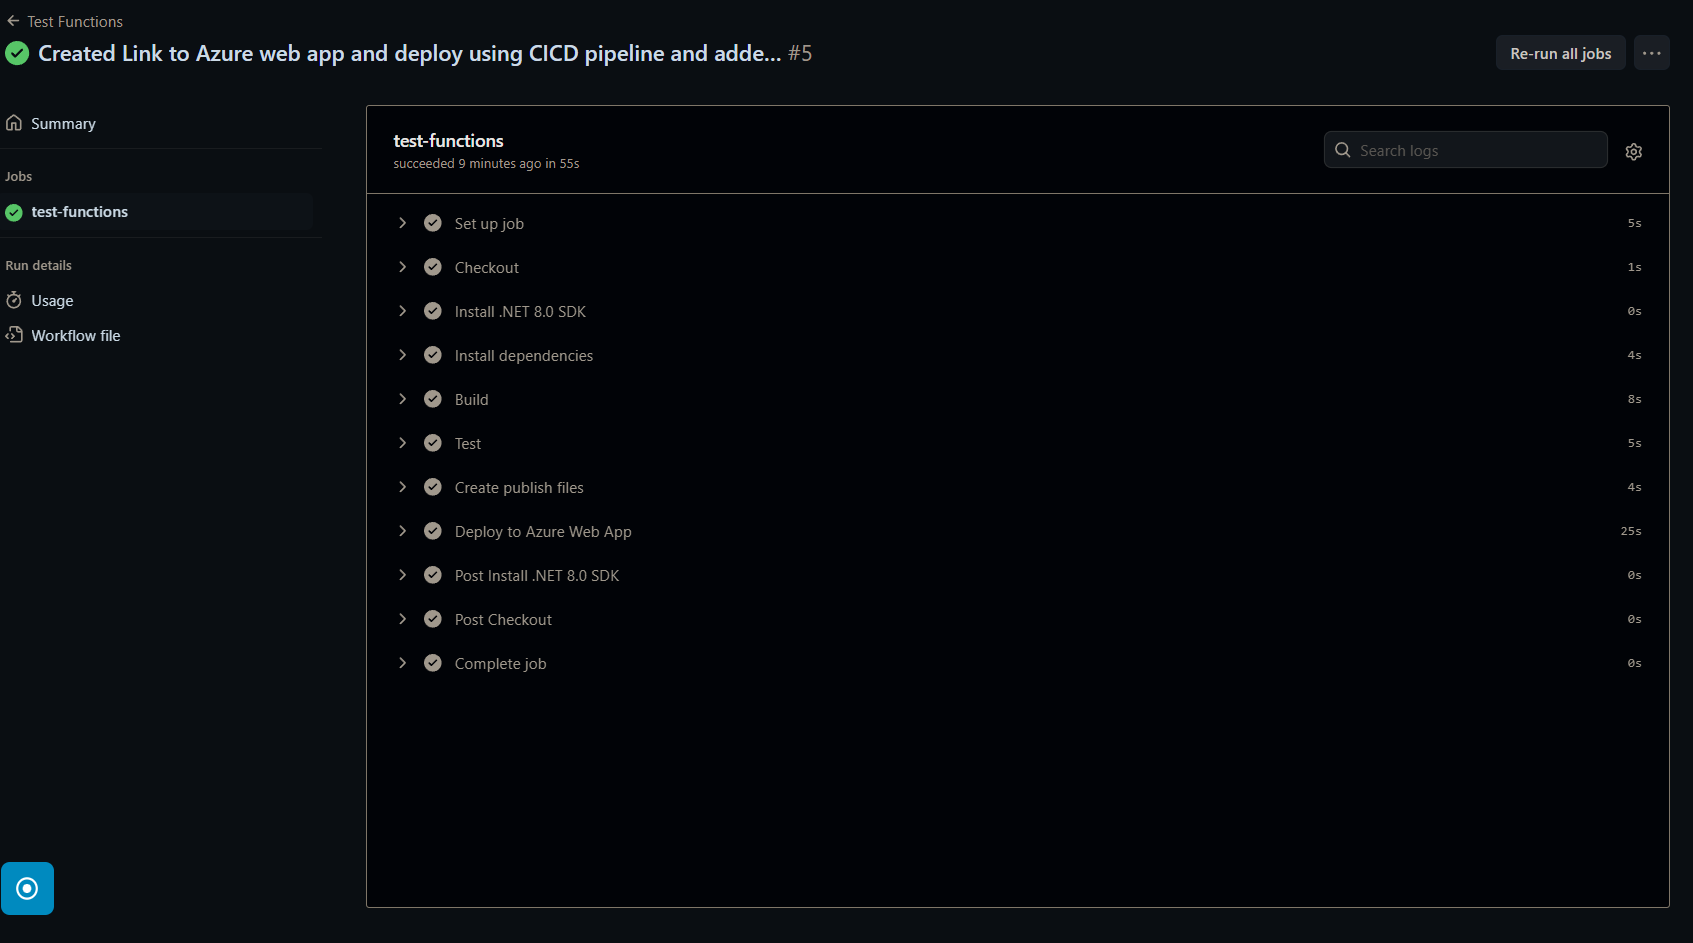 Test Functions
Created Link to Azure web app and deploy using CICD pipeline and adde... #5
Re-run all jobs
Summary
Jobs
test-functions
Run details
Usage
Workflow file
test-functions
succeeded 9 minutes ago in 55s
Search logs
Set up job 5s
Checkout 1s
Install .NET 8.0 SDK 0s
Install dependencies 4s
Build 8s
Test 5s
Create publish files 4s
Deploy to Azure Web App 25s
Post Install .NET 8.0 SDK 0s
Post Checkout 0s
Complete job 0s